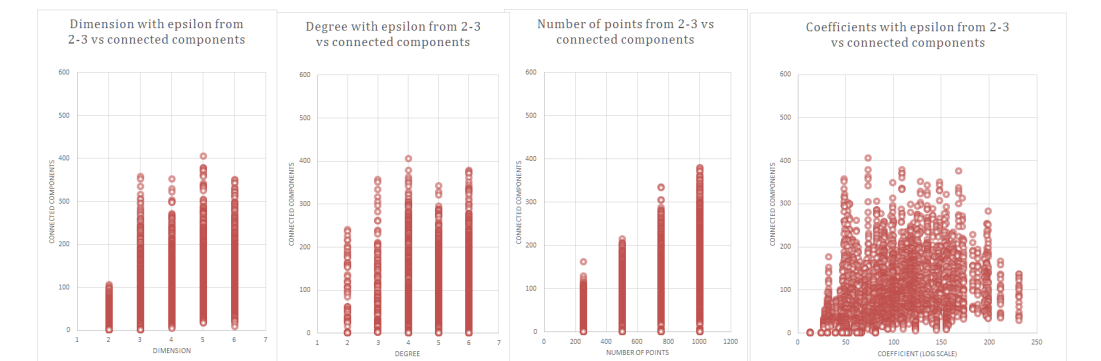 Dimension with epsilon from
2-3 vs connected components
600
500
400
300
200
100
0
CONNECTED COMPONENTS
1 2 3 4 5 6 7
DIMENSION
Degree with epsilon from 2-3
vs connected components
600
500
400
300
200
100
0
CONNECTED COMPONENTS
1 2 3 4 5 6 7
DEGREE
Number of points from 2-3 vs
connected components
600
500
400
300
200
100
0
CONNECTED COMPONENTS
0 200 400 600 800 1000 1200
NUMBER OF POINTS
Coefficients with epsilon from 2-3
vs connected components
600
500
400
300
200
100
0
CONNECTED COMPONENTS
0 50 100 150 200 250
COEFFICIENT (LOG SCALE)